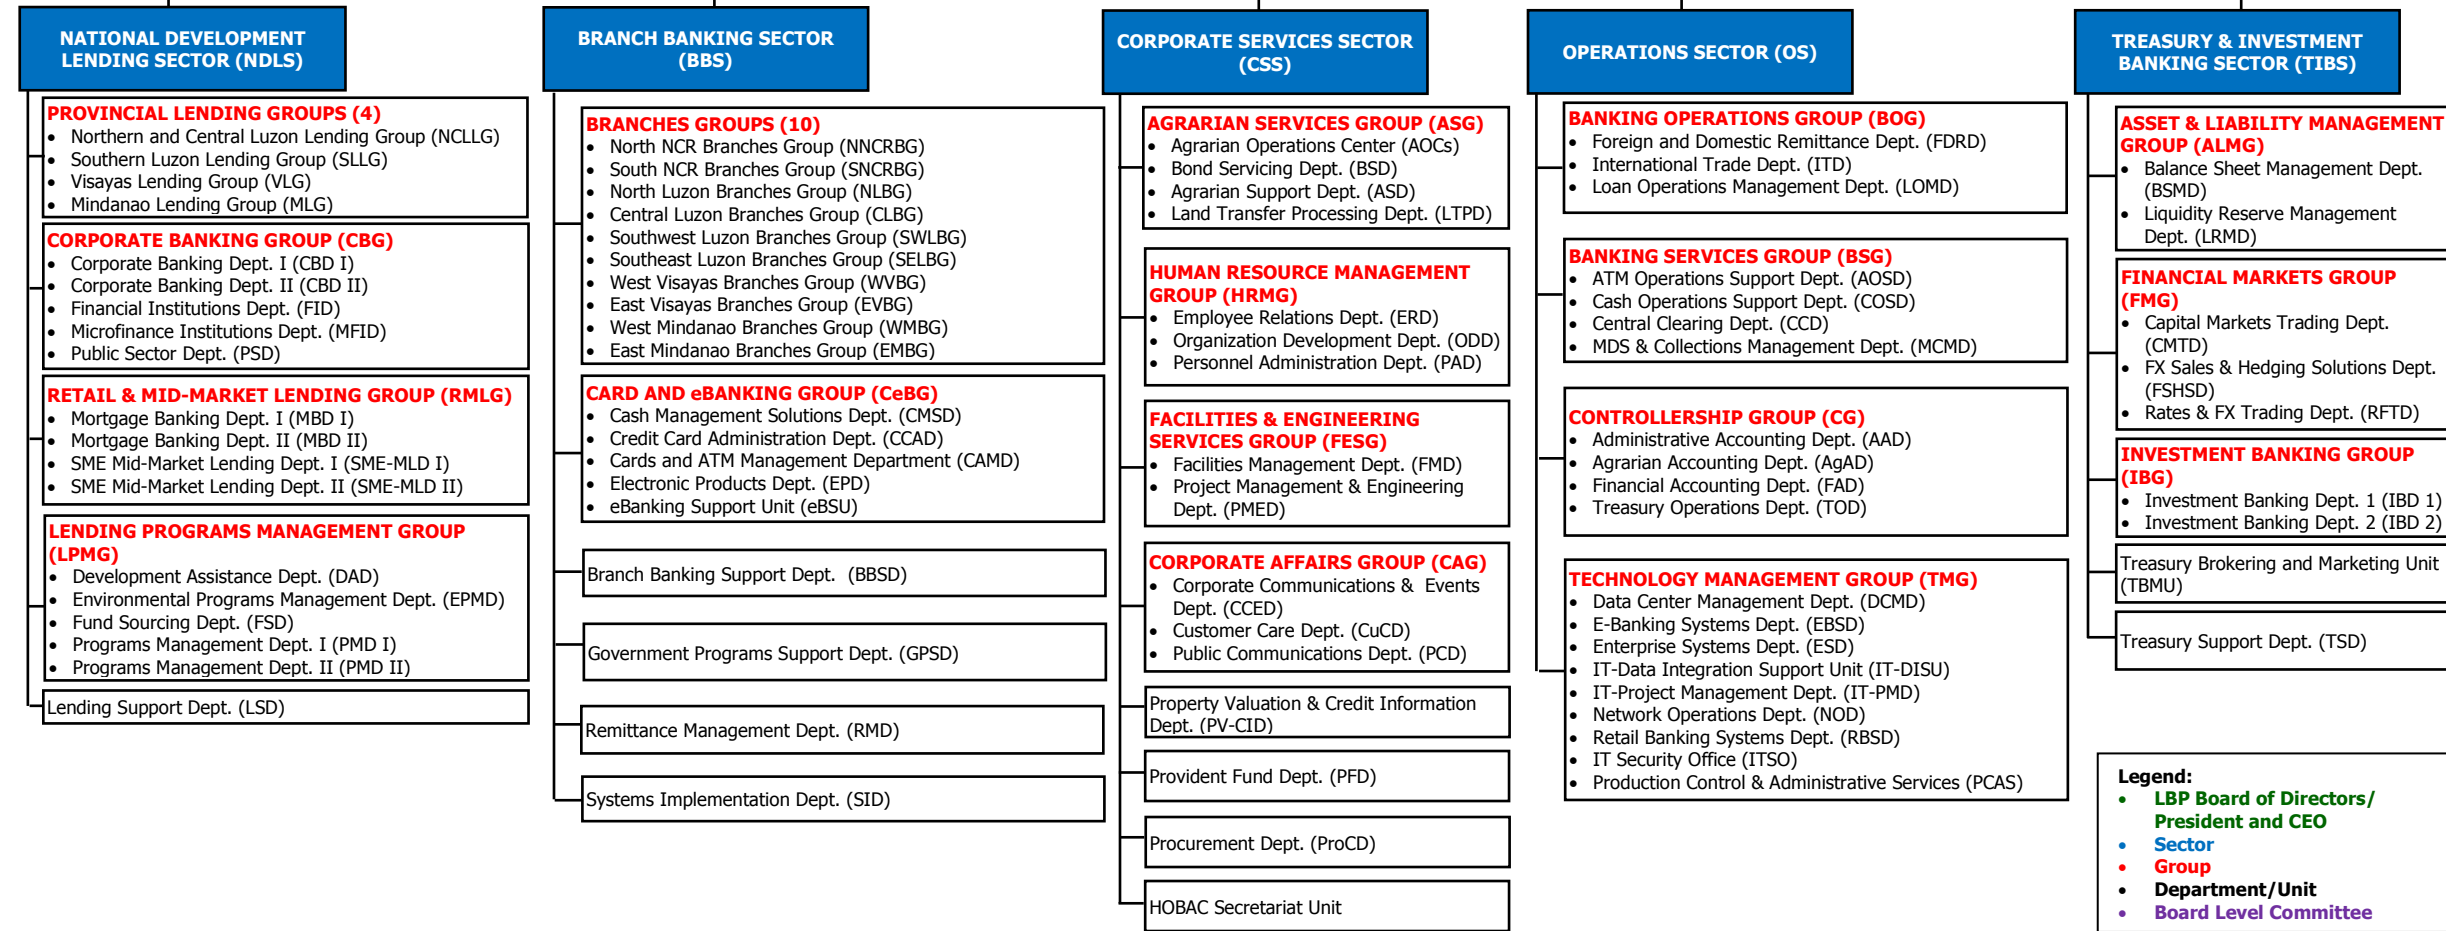 NATIONAL DEVELOPMENT
LENDING SECTOR (NDLS)
PROVINCIAL LENDING GROUPS (4)
• Northern and Central Luzon Lending Group (NCLLG)
• Southern Luzon Lending Group (SLLG)
• Visayas Lending Group (VLG)
• Mindanao Lending Group (MLG)
CORPORATE BANKING GROUP (CBG)
• Corporate Banking Dept. I (CBD I)
• Corporate Banking Dept. II (CBD II)
• Financial Institutions Dept. (FID)
• Microfinance Institutions Dept. (MFID)
• Public Sector Dept. (PSD)
RETAIL & MID-MARKET LENDING GROUP (RMLG)
• Mortgage Banking Dept. I (MBD I)
• Mortgage Banking Dept. II (MBD II)
• SME Mid-Market Lending Dept. I (SME-MLD I)
• SME Mid-Market Lending Dept. II (SME-MLD II)
LENDING PROGRAMS MANAGEMENT GROUP
(LPMG)
• Development Assistance Dept. (DAD)
• Environmental Programs Management Dept. (EPMD)
• Fund Sourcing Dept. (FSD)
• Programs Management Dept. I (PMD I)
• Programs Management Dept. II (PMD II)
Lending Support Dept. (LSD)
BRANCH BANKING SECTOR
(BBS)
BRANCHES GROUPS (10)
• North NCR Branches Group (NNCRBG)
• South NCR Branches Group (SNCRBG)
• North Luzon Branches Group (NLBG)
• Central Luzon Branches Group (CLBG)
• Southwest Luzon Branches Group (SWLBG)
• Southeast Luzon Branches Group (SELBG)
• West Visayas Branches Group (WVBG)
• East Visayas Branches Group (EVBG)
• West Mindanao Branches Group (WMBG)
• East Mindanao Branches Group (EMBG)
CARD AND eBANKING GROUP (CeBG)
• Cash Management Solutions Dept. (CMSD)
• Credit Card Administration Dept. (CCAD)
• Cards and ATM Management Department (CAMD)
• Electronic Products Dept. (EPD)
• eBanking Support Unit (eBSU)
Branch Banking Support Dept. (BBSD)
Government Programs Support Dept. (GPSD)
Remittance Management Dept. (RMD)
Systems Implementation Dept. (SID)
CORPORATE SERVICES SECTOR
(CSS)
AGRARIAN SERVICES GROUP (ASG)
• Agrarian Operations Center (AOCs)
• Bond Servicing Dept. (BSD)
• Agrarian Support Dept. (ASD)
• Land Transfer Processing Dept. (LTPD)
HUMAN RESOURCE MANAGEMENT
GROUP (HRMG)
• Employee Relations Dept. (ERD)
• Organization Development Dept. (ODD)
• Personnel Administration Dept. (PAD)
FACILITIES & ENGINEERING
SERVICES GROUP (FESG)
• Facilities Management Dept. (FMD)
• Project Management & Engineering
Dept. (PMED)
CORPORATE AFFAIRS GROUP (CAG)
• Corporate Communications & Events
Dept. (CCED)
• Customer Care Dept. (CuCD)
• Public Communications Dept. (PCD)
Property Valuation & Credit Information
Dept. (PV-CID)
Provident Fund Dept. (PFD)
Procurement Dept. (ProCD)
HOBAC Secretariat Unit
OPERATIONS SECTOR (OS)
BANKING OPERATIONS GROUP (BOG)
• Foreign and Domestic Remittance Dept. (FDRD)
• International Trade Dept. (ITD)
• Loan Operations Management Dept. (LOMD)
BANKING SERVICES GROUP (BSG)
• ATM Operations Support Dept. (AOSD)
• Cash Operations Support Dept. (COSD)
• Central Clearing Dept. (CCD)
• MDS & Collections Management Dept. (MCMD)
CONTROLLERSHIP GROUP (CG)
• Administrative Accounting Dept. (AAD)
• Agrarian Accounting Dept. (AgAD)
• Financial Accounting Dept. (FAD)
• Treasury Operations Dept. (TOD)
TECHNOLOGY MANAGEMENT GROUP (TMG)
• Data Center Management Dept. (DCMD)
• E-Banking Systems Dept. (EBSD)
• Enterprise Systems Dept. (ESD)
• IT-Data Integration Support Unit (IT-DISU)
• IT-Project Management Dept. (IT-PMD)
• Network Operations Dept. (NOD)
• Retail Banking Systems Dept. (RBSD)
• IT Security Office (ITSO)
• Production Control & Administrative Services (PCAS)
TREASURY & INVESTMENT
BANKING SECTOR (TIBS)
ASSET & LIABILITY MANAGEMENT
GROUP (ALMG)
• Balance Sheet Management Dept.
(BSMD)
• Liquidity Reserve Management
Dept. (LRMD)
FINANCIAL MARKETS GROUP
(FMG)
• Capital Markets Trading Dept.
(CMTD)
• FX Sales & Hedging Solutions Dept.
(FSHSD)
• Rates & FX Trading Dept. (RFTD)
INVESTMENT BANKING GROUP
(IBG)
• Investment Banking Dept. 1 (IBD 1)
• Investment Banking Dept. 2 (IBD 2)
Treasury Brokering and Marketing Unit
(TBMU)
Treasury Support Dept. (TSD)
Legend:
• LBP Board of Directors/
President and CEO
• Sector
• Group
• Department/Unit
• Board Level Committee